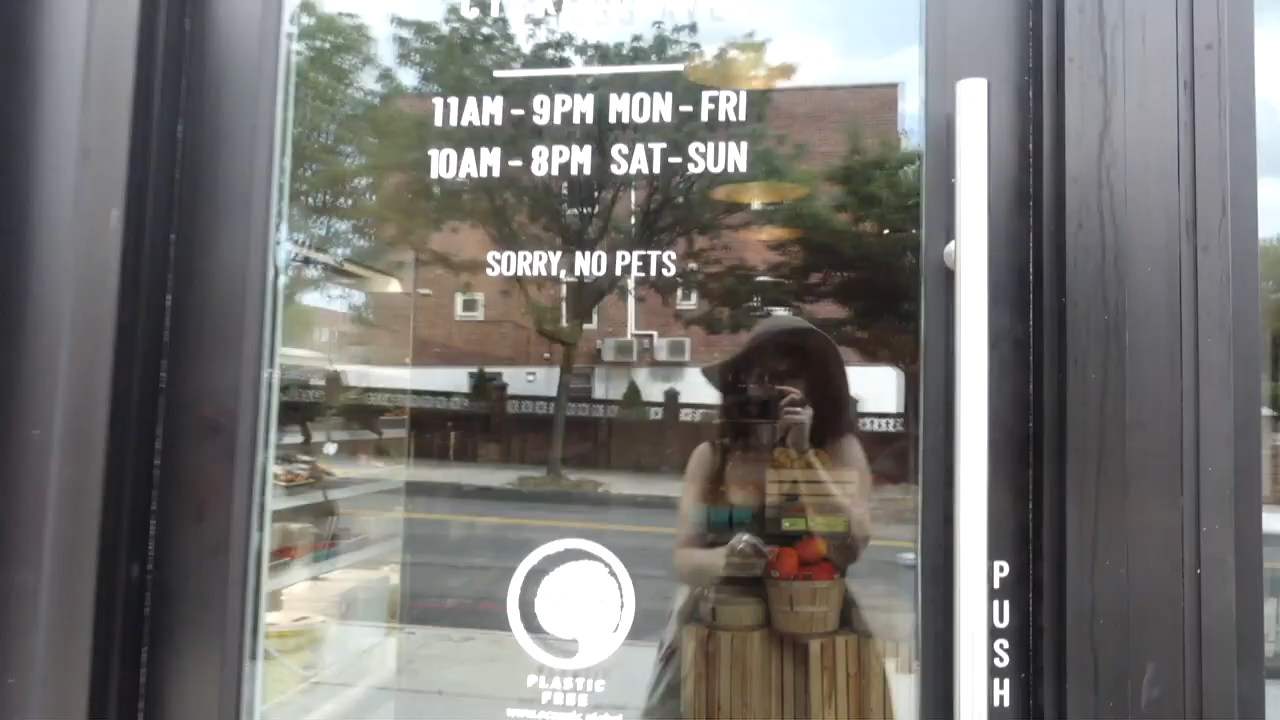 11AM - 9PM MON - FRI
10AM - 8PM SAT - SUN
SORRY, NO PETS
PUSH
PLASTIC
FREE